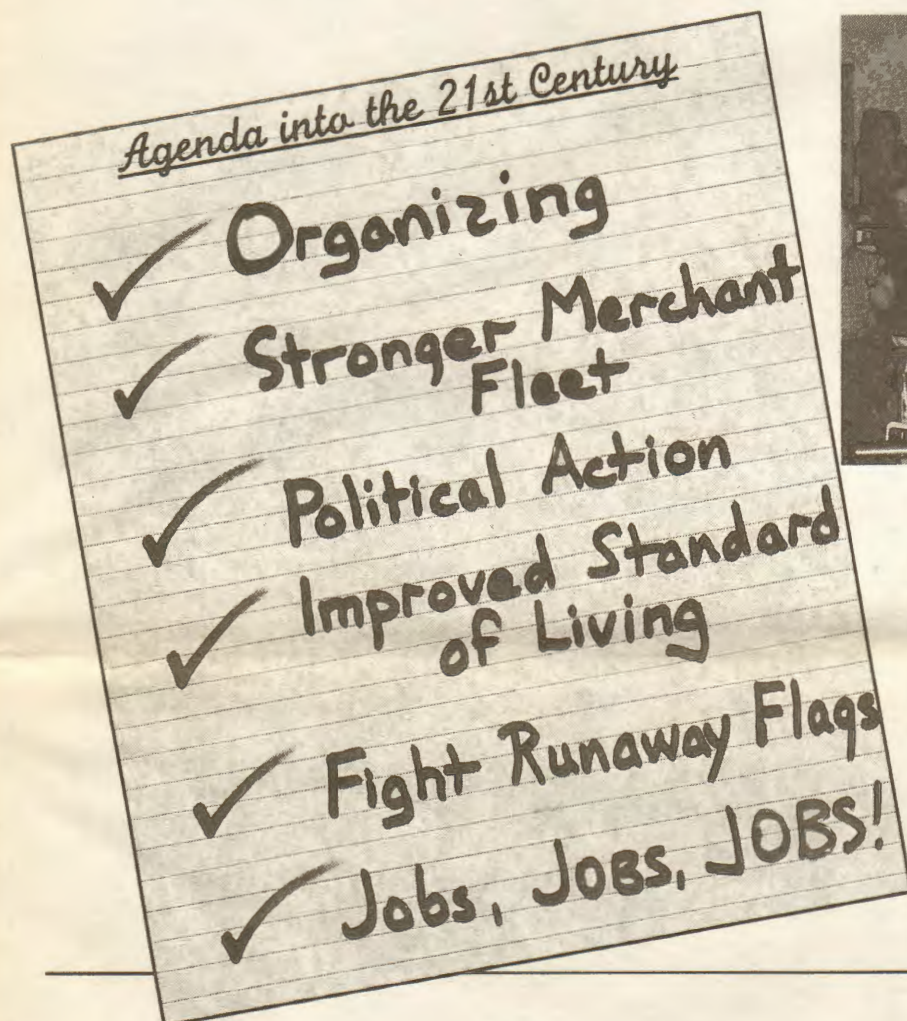 Agenda into the 21st Century
✓ Organizing
✓ Stronger Merchant
Fleet
✓ Political Action
✓ Improved Standard
of Living
✓ Fight Runaway Flags
✓ Jobs, JOBS, JOBS!